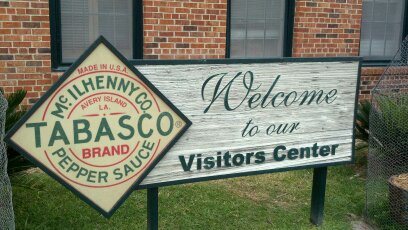 MADE IN U.S.A.
McILHENNY CO.
AVERY ISLAND
LA.
TABASCO®
BRAND
PEPPER SAUCE
Welcome
to our
Visitors Center